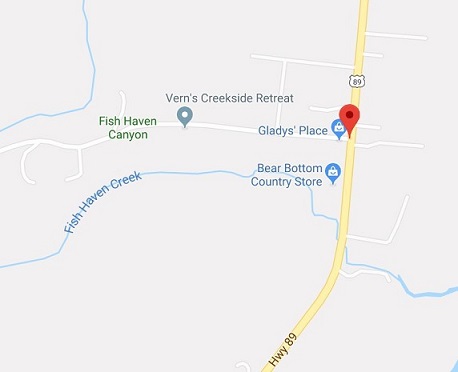 89
Vern's Creekside Retreat
Fish Haven
Canyon
Gladys' Place
Bear Bottom
Country Store
Fish Haven Creek
Hwy 89